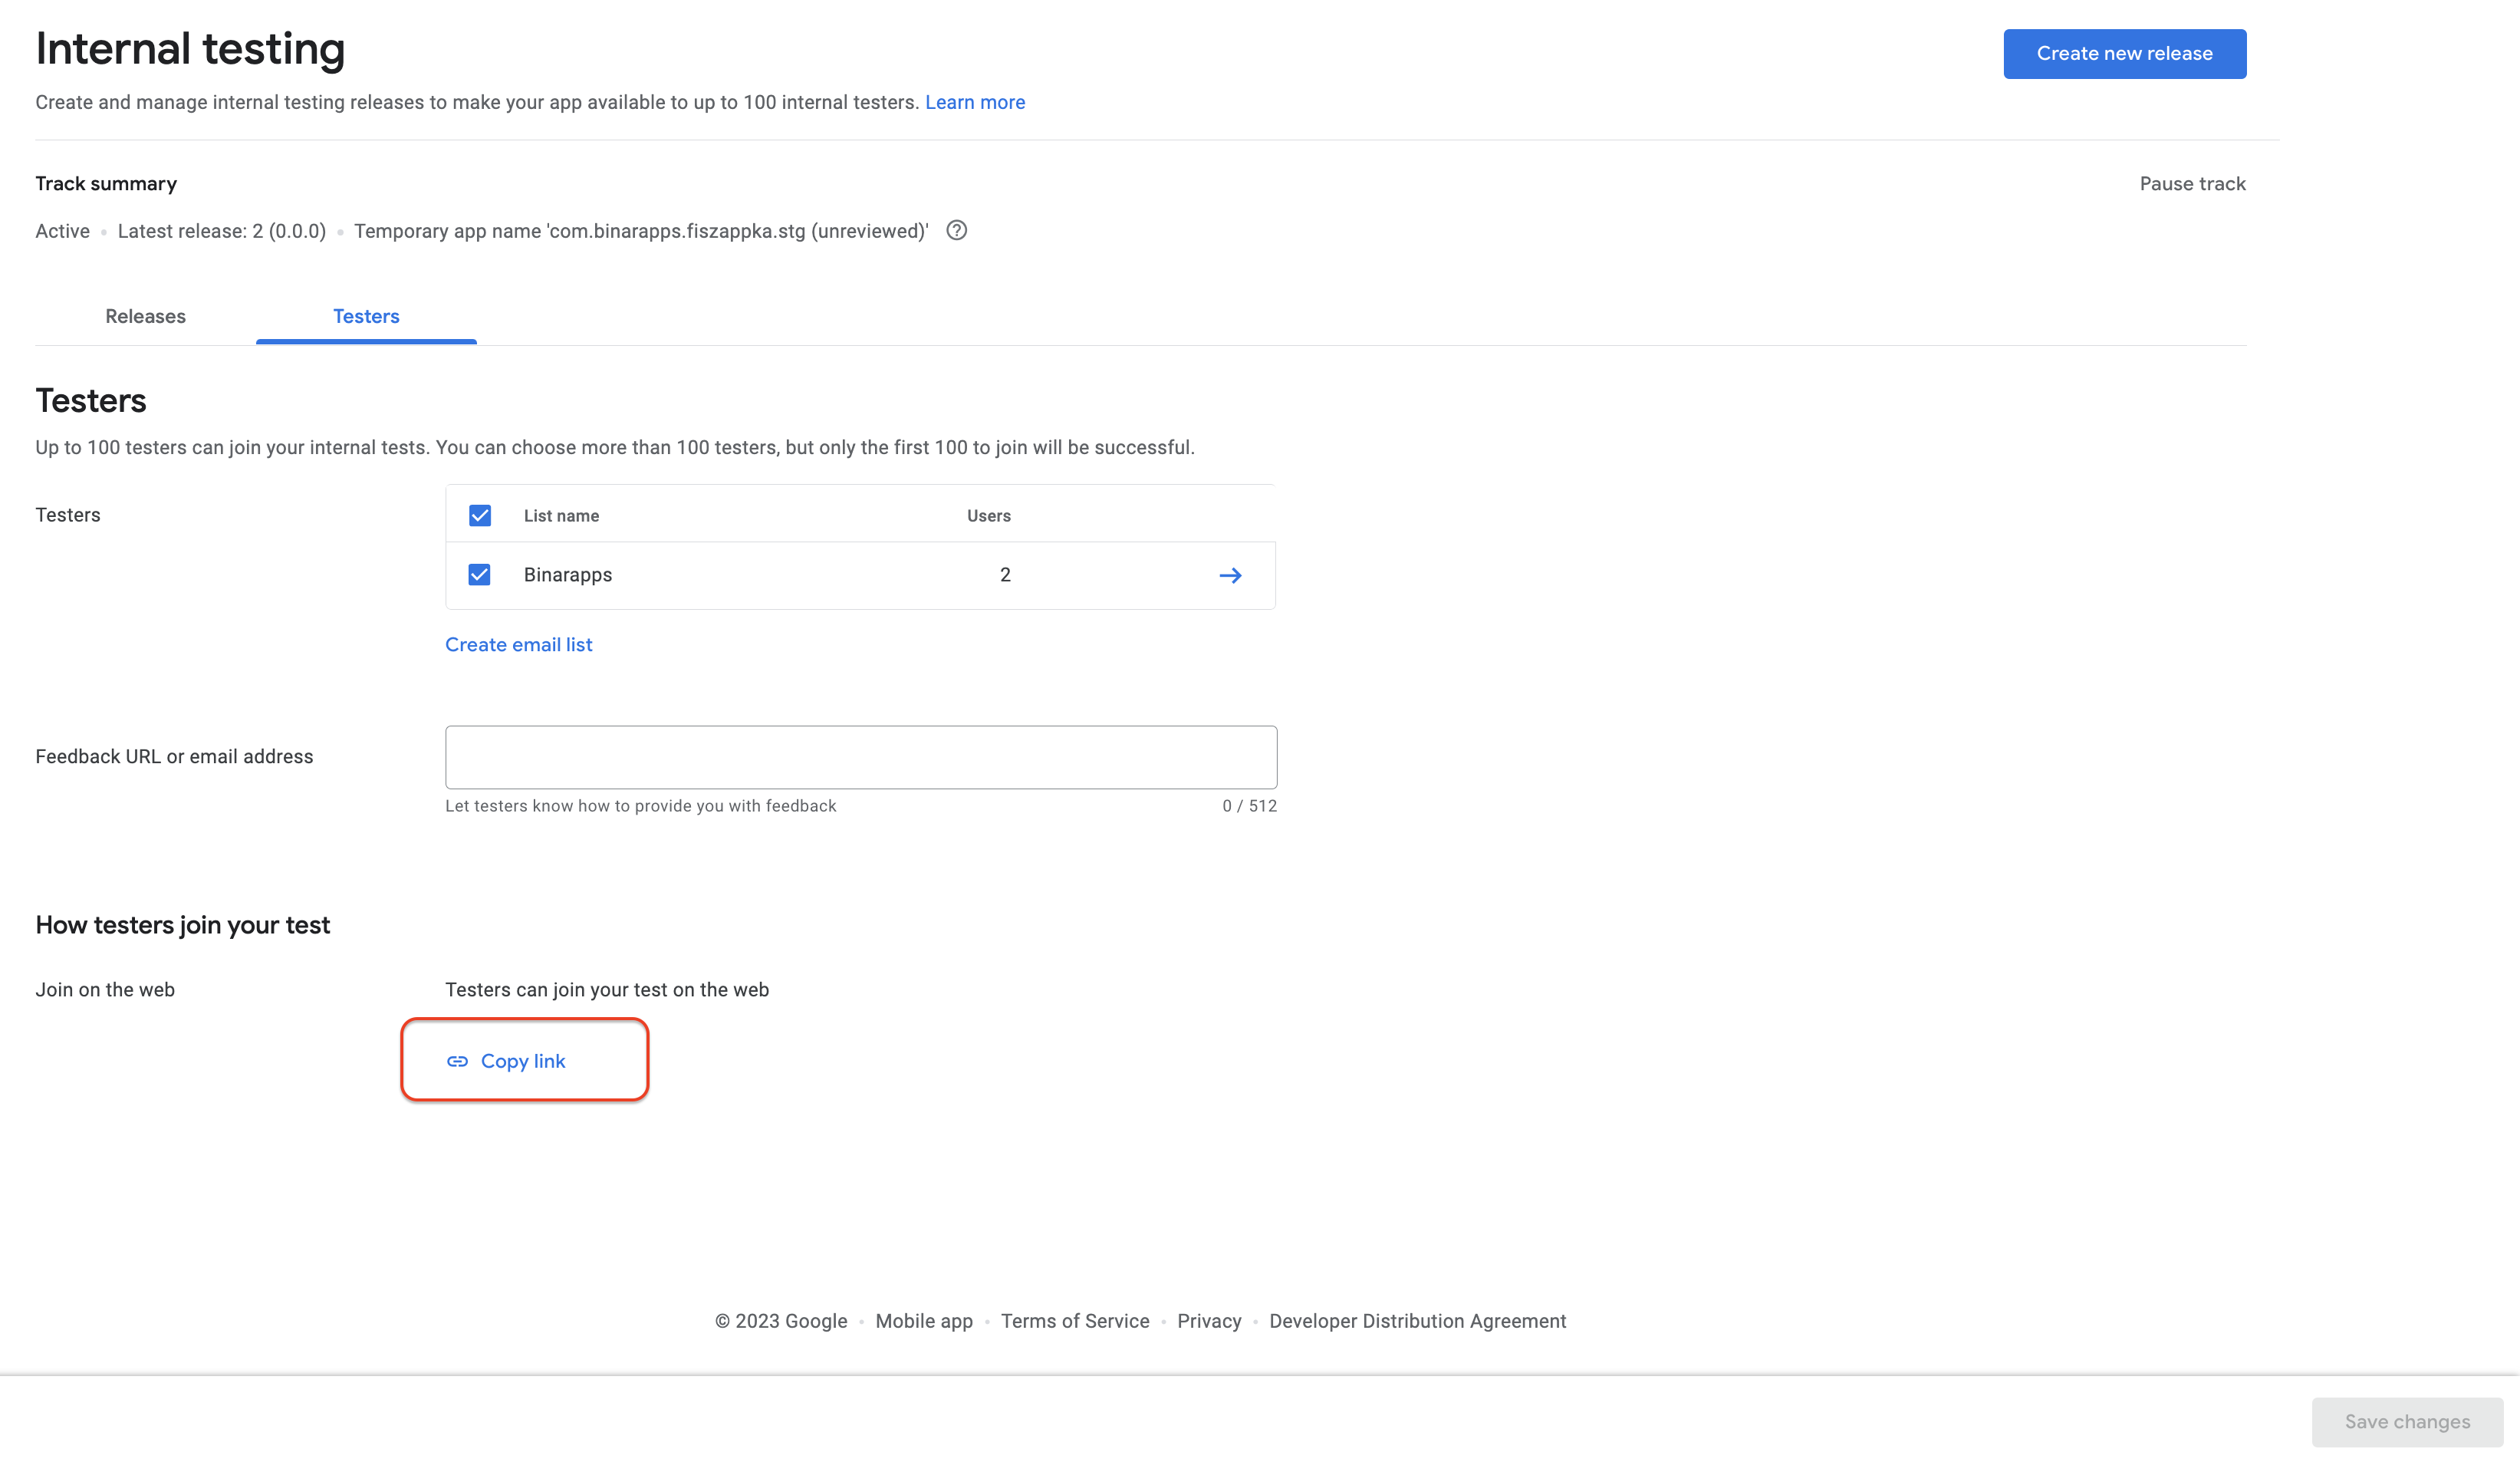 Internal testing
Create new release
Create and manage internal testing releases to make your app available to up to 100 internal testers. Learn more
Track summary
Pause track
Active • Latest release: 2 (0.0.0) • Temporary app name 'com.binarapps.fiszappka.stg (unreviewed)' ?
Releases Testers
Testers
Up to 100 testers can join your internal tests. You can choose more than 100 testers, but only the first 100 to join will be successful.
Testers
List name Users
Binarapps 2
Create email list
Feedback URL or email address
Let testers know how to provide you with feedback 0 / 512
How testers join your test
Join on the web Testers can join your test on the web
Copy link
© 2023 Google • Mobile app • Terms of Service • Privacy • Developer Distribution Agreement
Save changes